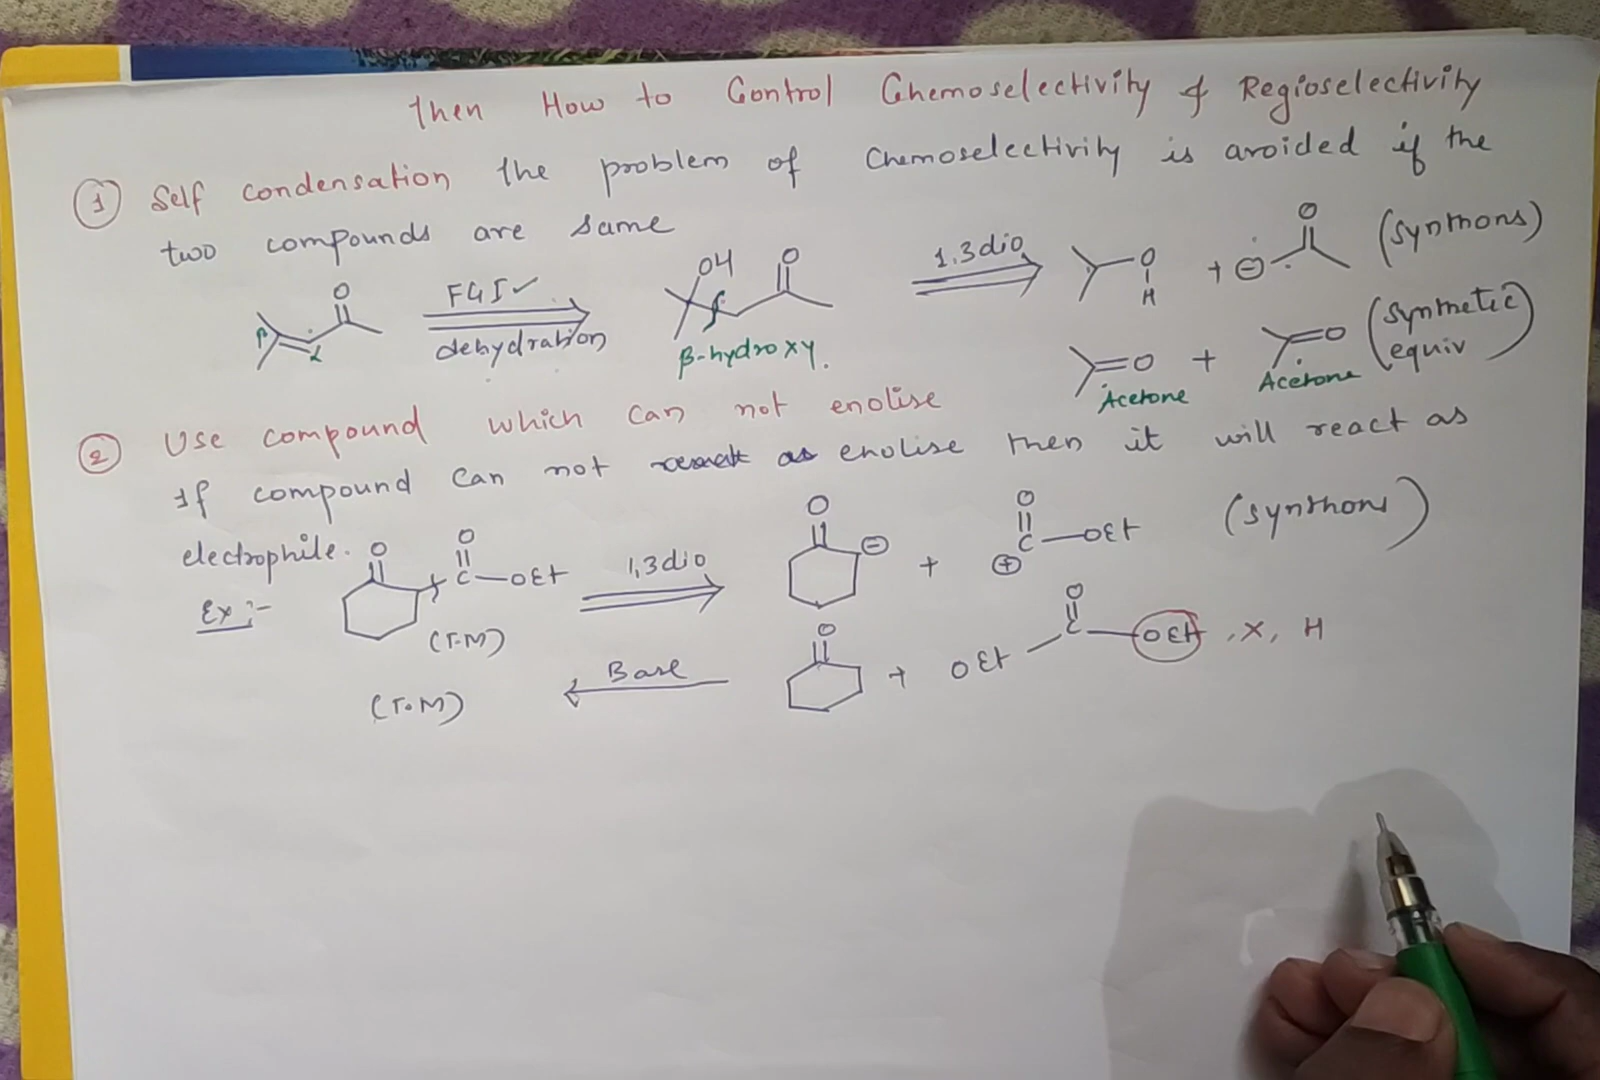 then How to Control Chemoselectivity & Regioselectivity
① Self condensation the problem of Chemoselectivity is avoided if the
two compounds are same
O FGI✓ dehydration OH O β-hydroxy. 1,3 dio O H + ⊖ O (Synthons)
β α
O + O (Synthetic equiv)
Acetone Acetone
② Use compound which can not enolise
If compound can not as enolise then it will react as
electrophile.
Ex:- O O C—OEt (T.M) 1,3 dio O ⊖ + O C ⊕ —OEt (synthons)
(T.M) Base O + OEt O C OEt , X, H